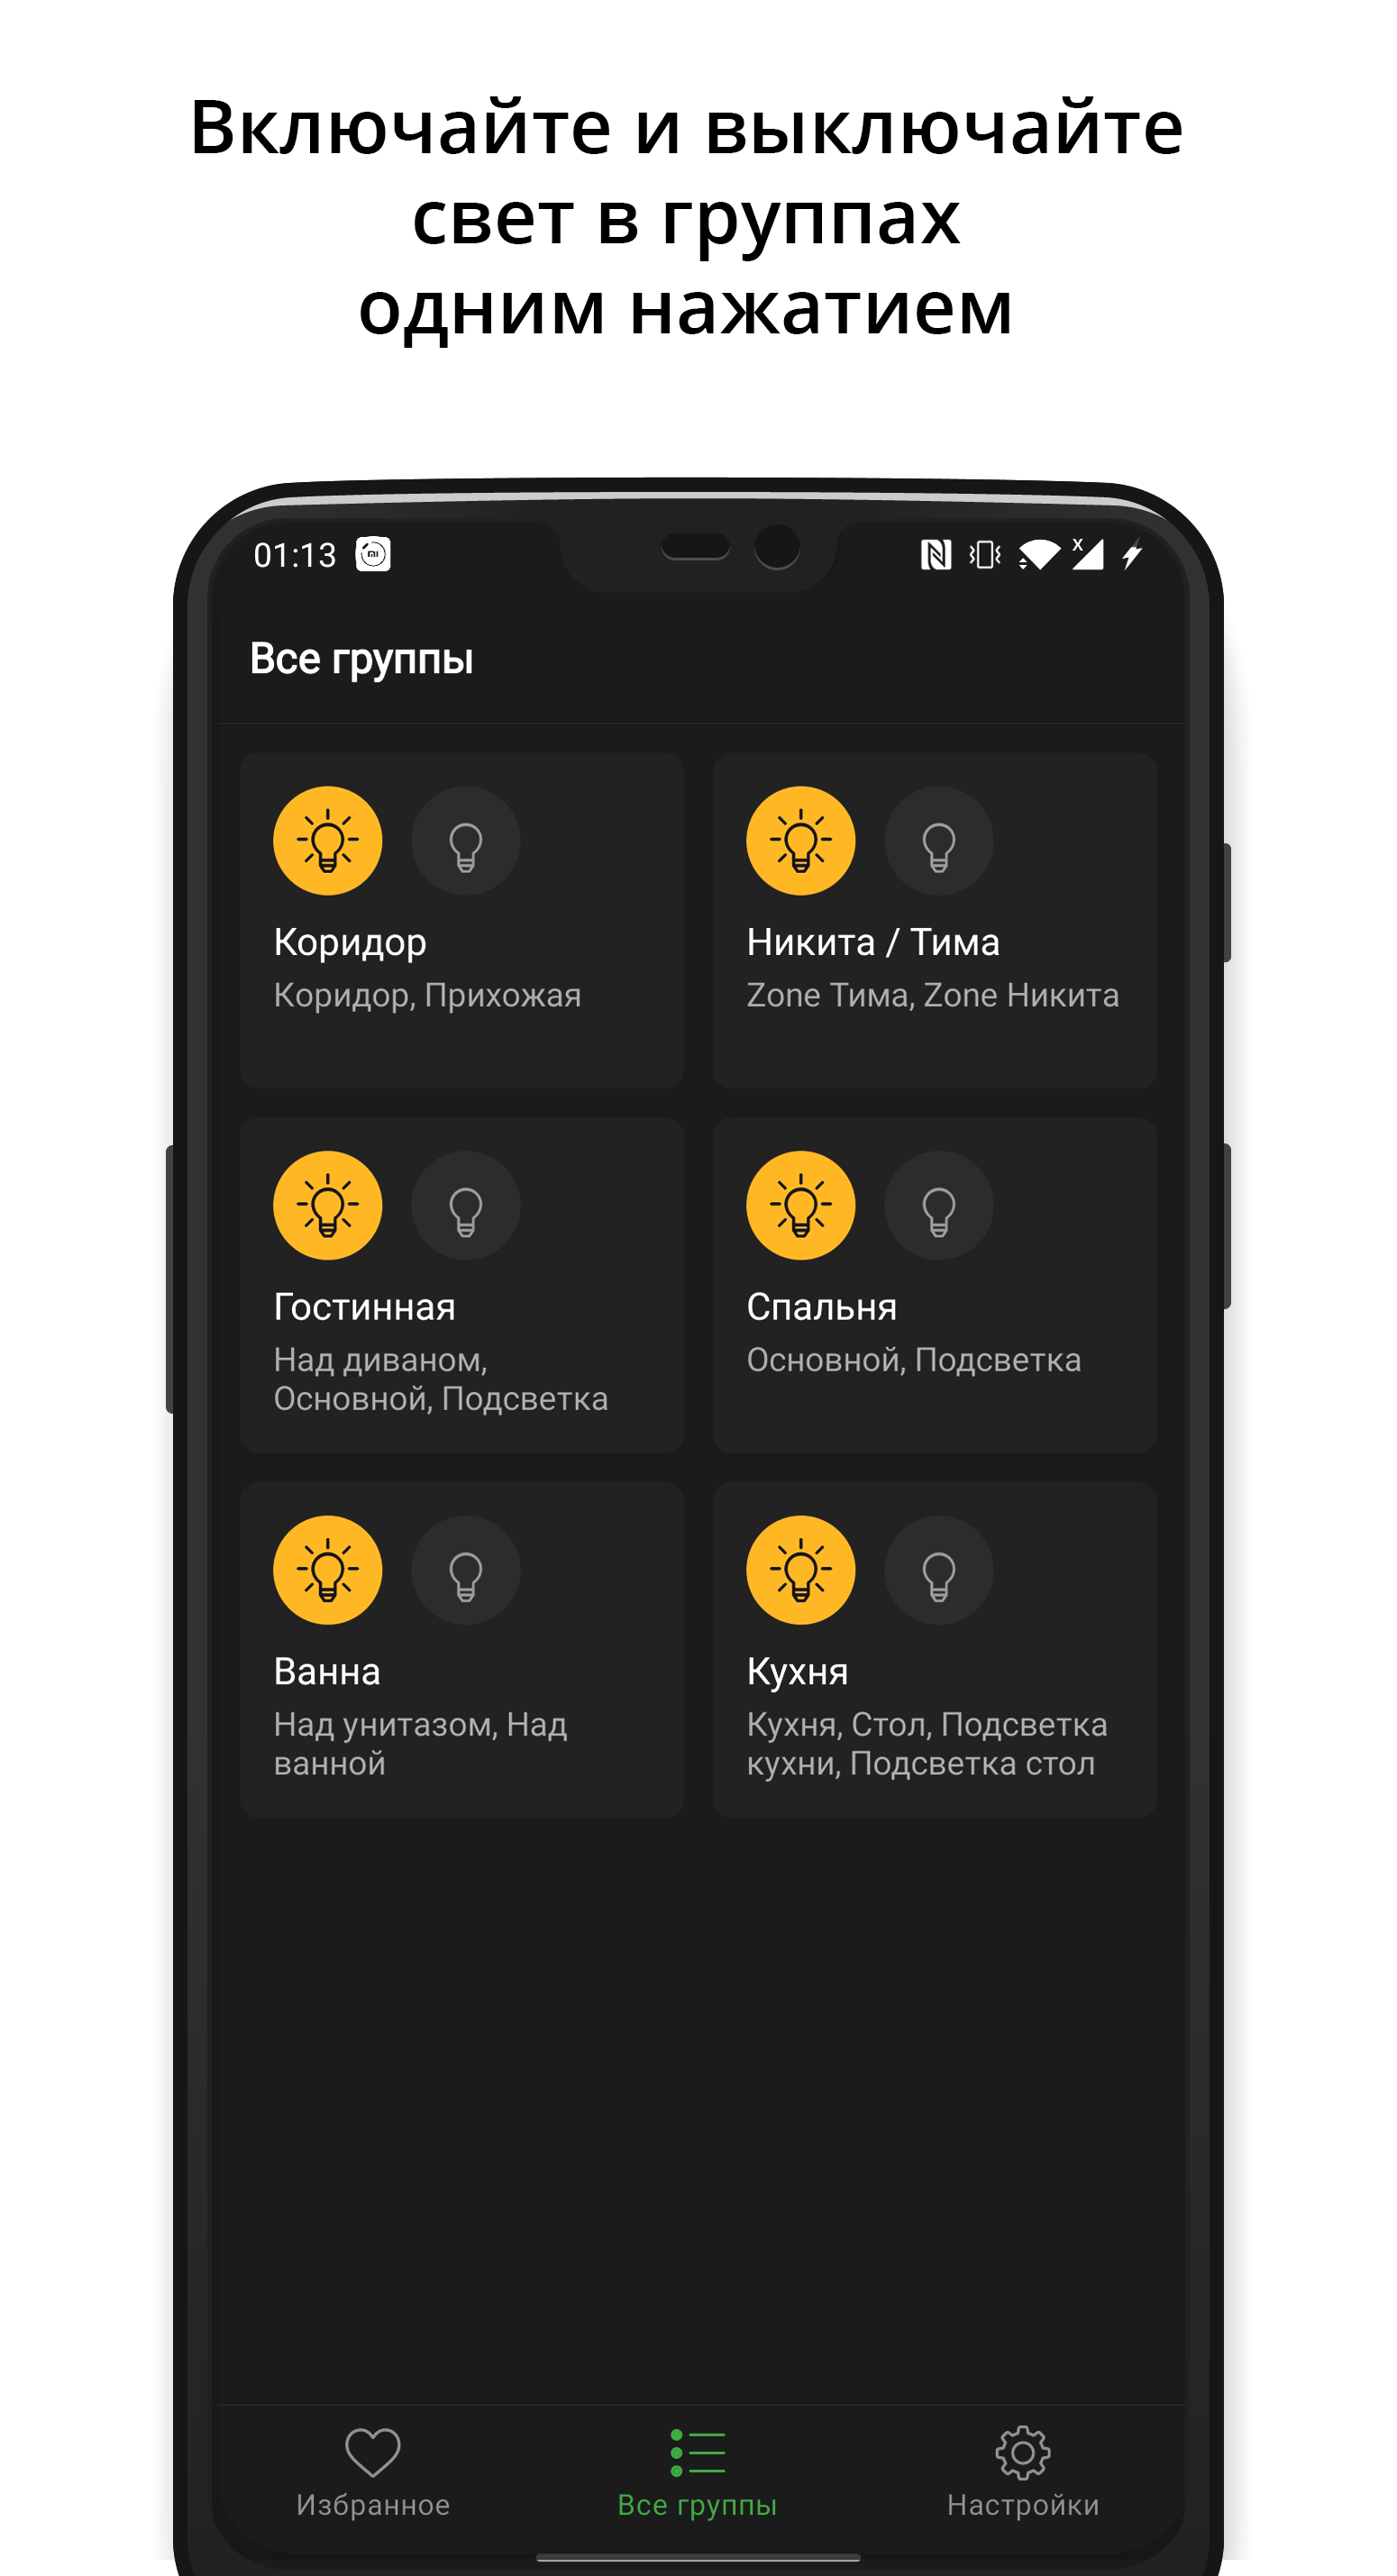 Включайте и выключайте
свет в группах
одним нажатием
01:13
Все группы
Коридор
Коридор, Прихожая
Никита / Тима
Zone Тима, Zone Никита
Гостинная
Над диваном,
Основной, Подсветка
Спальня
Основной, Подсветка
Ванна
Над унитазом, Над
ванной
Кухня
Кухня, Стол, Подсветка
кухни, Подсветка стол
Избранное
Все группы
Настройки